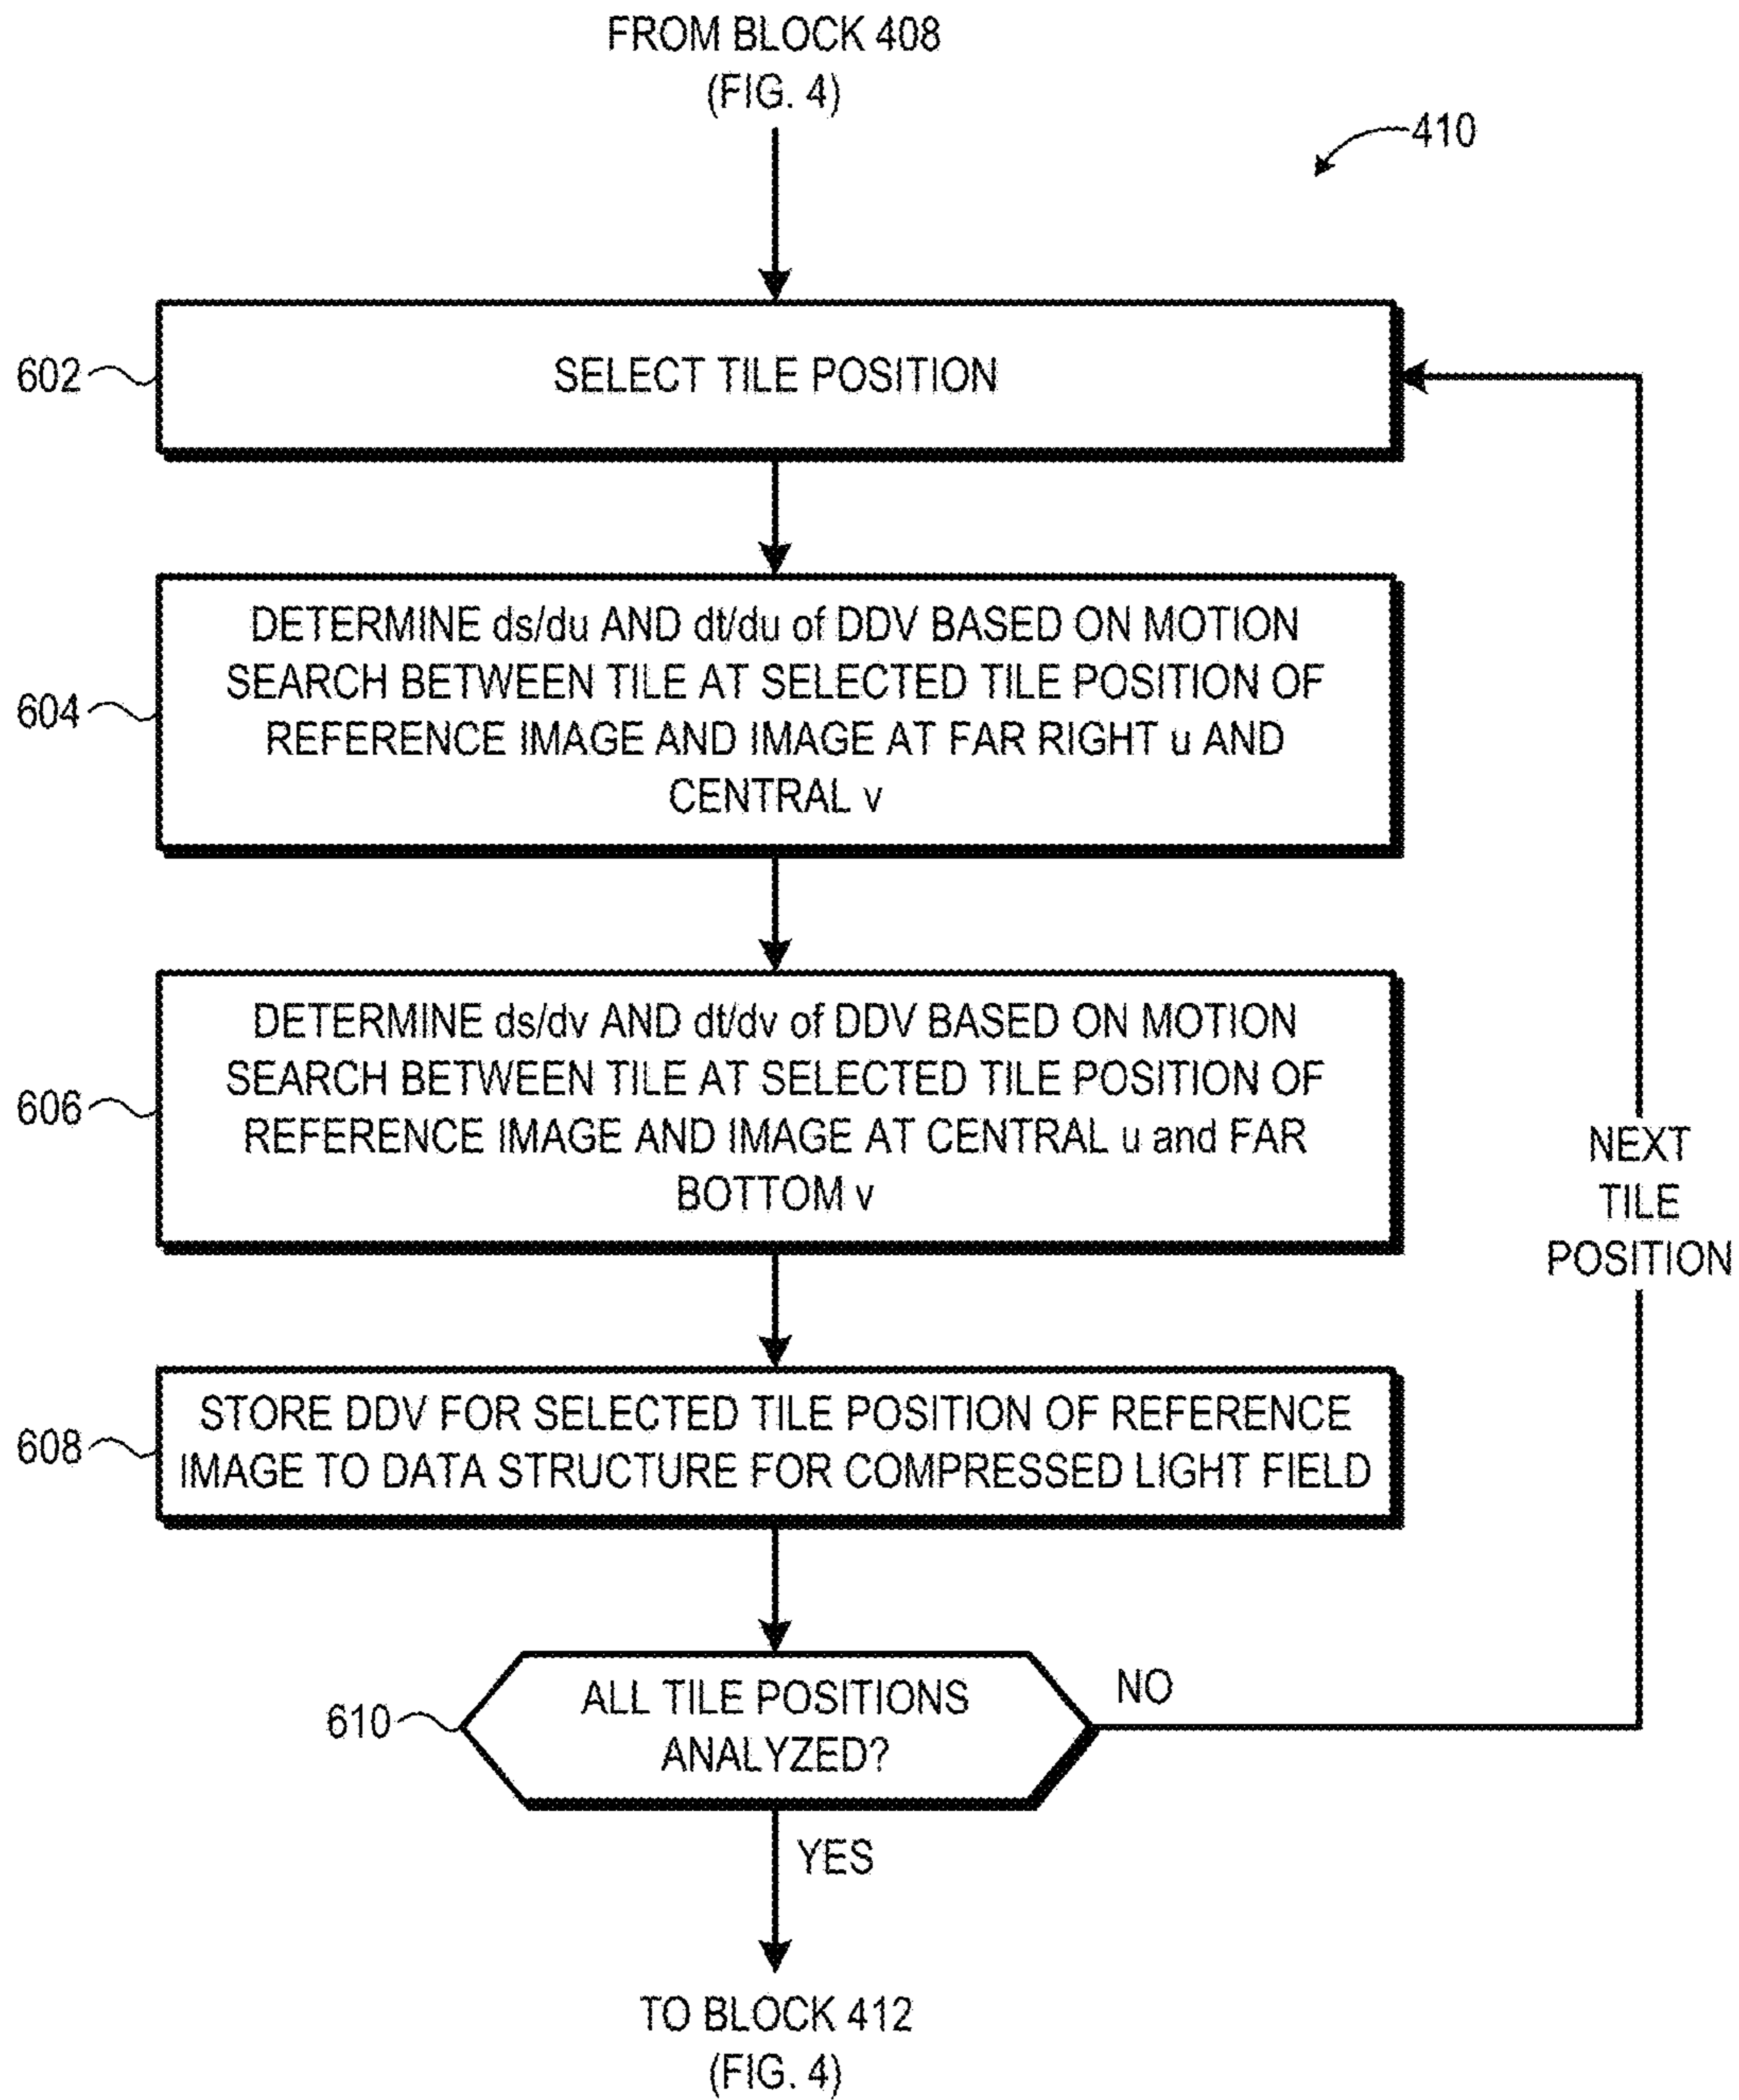 FROM BLOCK 408
(FIG. 4)
410
602
SELECT TILE POSITION
604
DETERMINE ds/du AND dt/du of DDV BASED ON MOTION
SEARCH BETWEEN TILE AT SELECTED TILE POSITION OF
REFERENCE IMAGE AND IMAGE AT FAR RIGHT u AND
CENTRAL v
606
DETERMINE ds/dv AND dt/dv of DDV BASED ON MOTION
SEARCH BETWEEN TILE AT SELECTED TILE POSITION OF
REFERENCE IMAGE AND IMAGE AT CENTRAL u and FAR
BOTTOM v
NEXT
TILE
POSITION
608
STORE DDV FOR SELECTED TILE POSITION OF REFERENCE
IMAGE TO DATA STRUCTURE FOR COMPRESSED LIGHT FIELD
610
ALL TILE POSITIONS
ANALYZED?
NO
YES
TO BLOCK 412
(FIG. 4)